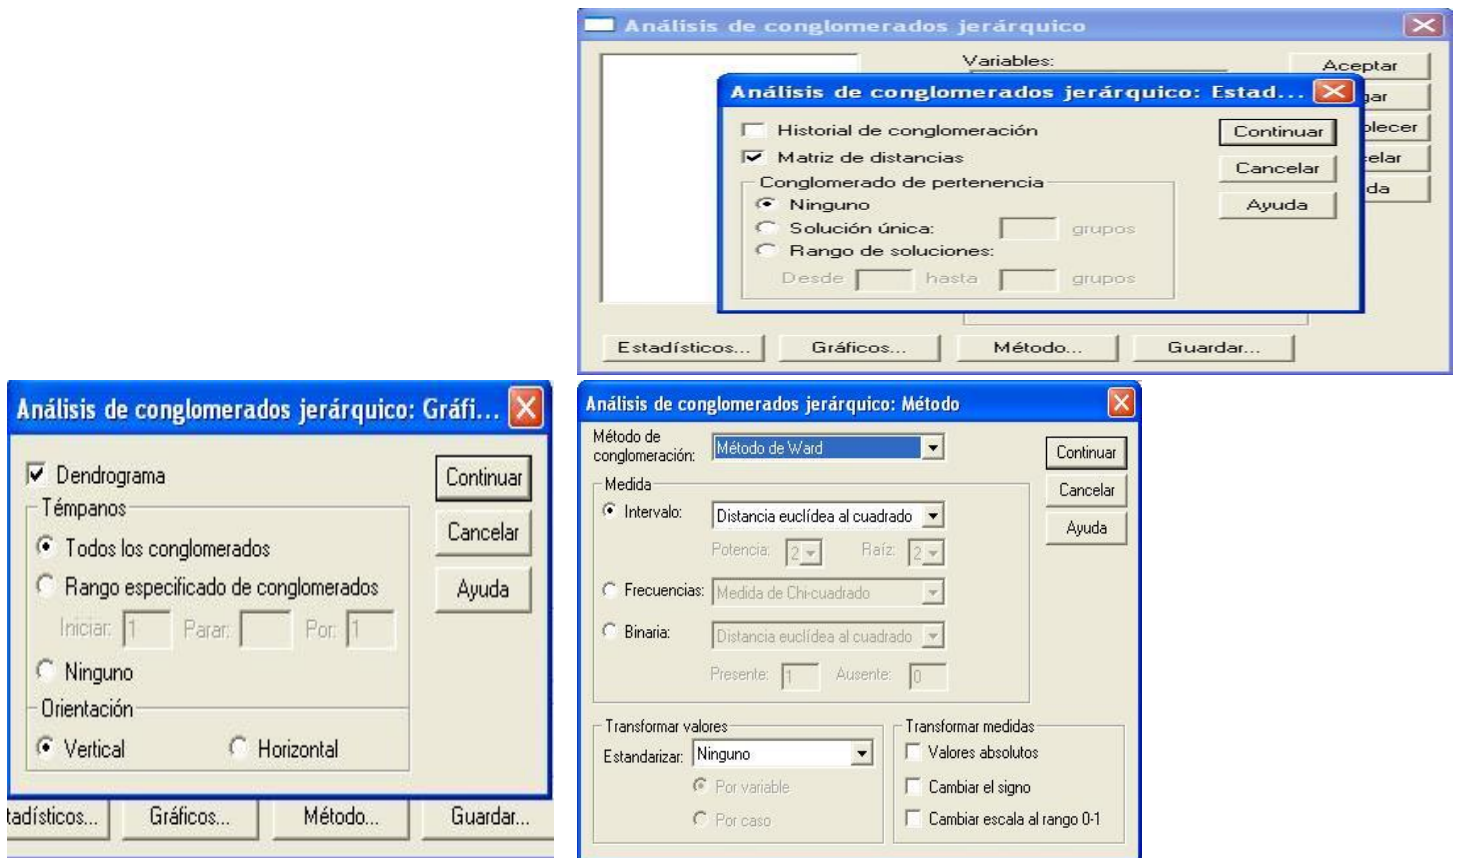 Análisis de conglomerados jerárquico
Variables:
Aceptar
Análisis de conglomerados jerárquico: Estad...
gar
Historial de conglomeración
Continuar
blecer
Matriz de distancias
Cancelar
elar
Conglomerado de pertenencia
Ninguno
Ayuda
da
Solución única:
grupos
Rango de soluciones:
Desde
hasta
grupos
Estadísticos...
Gráficos...
Método...
Guardar...
Análisis de conglomerados jerárquico: Gráfi...
Dendrograma
Continuar
Témpanos
Todos los conglomerados
Cancelar
Rango especificado de conglomerados
Ayuda
Iniciar: 1 Parar: Por: 1
Ninguno
Orientación
Vertical
Horizontal
tadísticos...
Gráficos...
Método...
Guardar...
Análisis de conglomerados jerárquico: Método
Método de
conglomeración:
Método de Ward
Continuar
Medida
Cancelar
Intervalo:
Distancia euclídea al cuadrado
Ayuda
Potencia: 2 Raíz: 2
Frecuencias:
Medida de Chi-cuadrado
Binaria:
Distancia euclídea al cuadrado
Presente: 1 Ausente: 0
Transformar valores
Estandarizar:
Ninguno
Por variable
Por caso
Transformar medidas
Valores absolutos
Cambiar el signo
Cambiar escala al rango 0-1